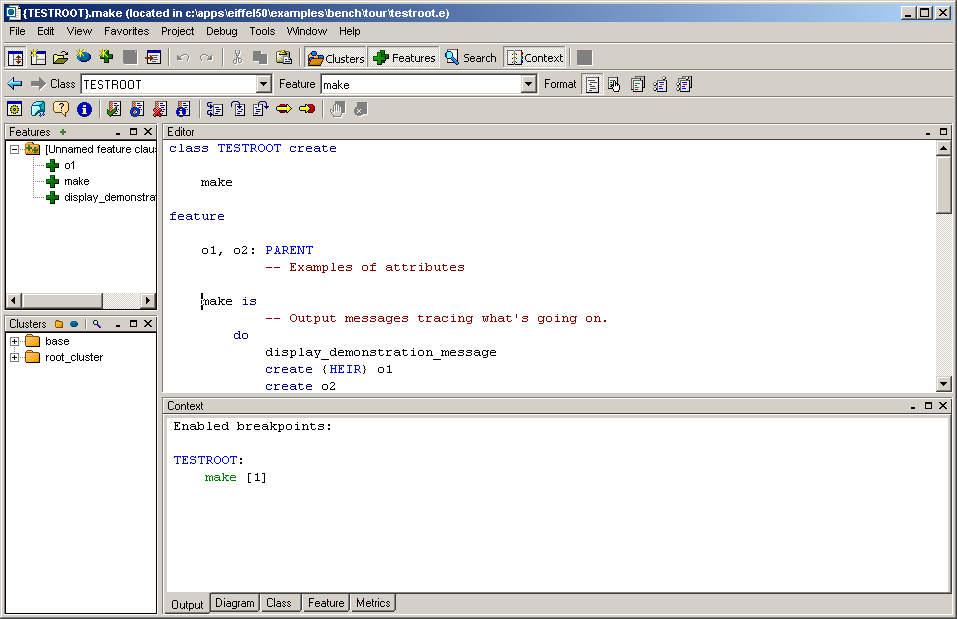 {TESTROOT}.make (located in c:\apps\eiffel50\examples\bench\tour\testroot.e)
File Edit View Favorites Project Debug Tools Window Help
Clusters Features Search Context
Class TESTROOT Feature make Format
Features
[Unnamed feature clau
o1
make
display_demonstra
Clusters
base
root_cluster
Editor
class TESTROOT create
make
feature
o1, o2: PARENT
-- Examples of attributes
make is
-- Output messages tracing what's going on.
do
display_demonstration_message
create {HEIR} o1
create o2
Context
Enabled breakpoints:
TESTROOT:
make [1]
Output Diagram Class Feature Metrics